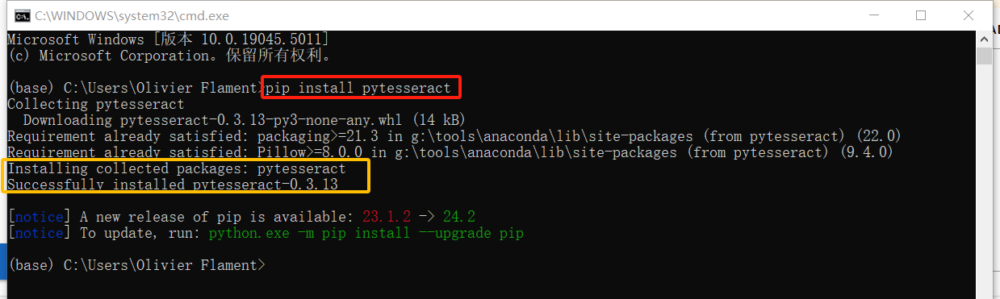 C:\WINDOWS\system32\cmd.exe
Microsoft Windows [版本 10.0.19045.5011]
(c) Microsoft Corporation。保留所有权利。
(base) C:\Users\Olivier Flament>pip install pytesseract
Collecting pytesseract
  Downloading pytesseract-0.3.13-py3-none-any.whl (14 kB)
Requirement already satisfied: packaging>=21.3 in g:\tools\anaconda\lib\site-packages (from pytesseract) (22.0)
Requirement already satisfied: Pillow>=8.0.0 in g:\tools\anaconda\lib\site-packages (from pytesseract) (9.4.0)
Installing collected packages: pytesseract
Successfully installed pytesseract-0.3.13
[notice] A new release of pip is available: 23.1.2 -> 24.2
[notice] To update, run: python.exe -m pip install --upgrade pip
(base) C:\Users\Olivier Flament>